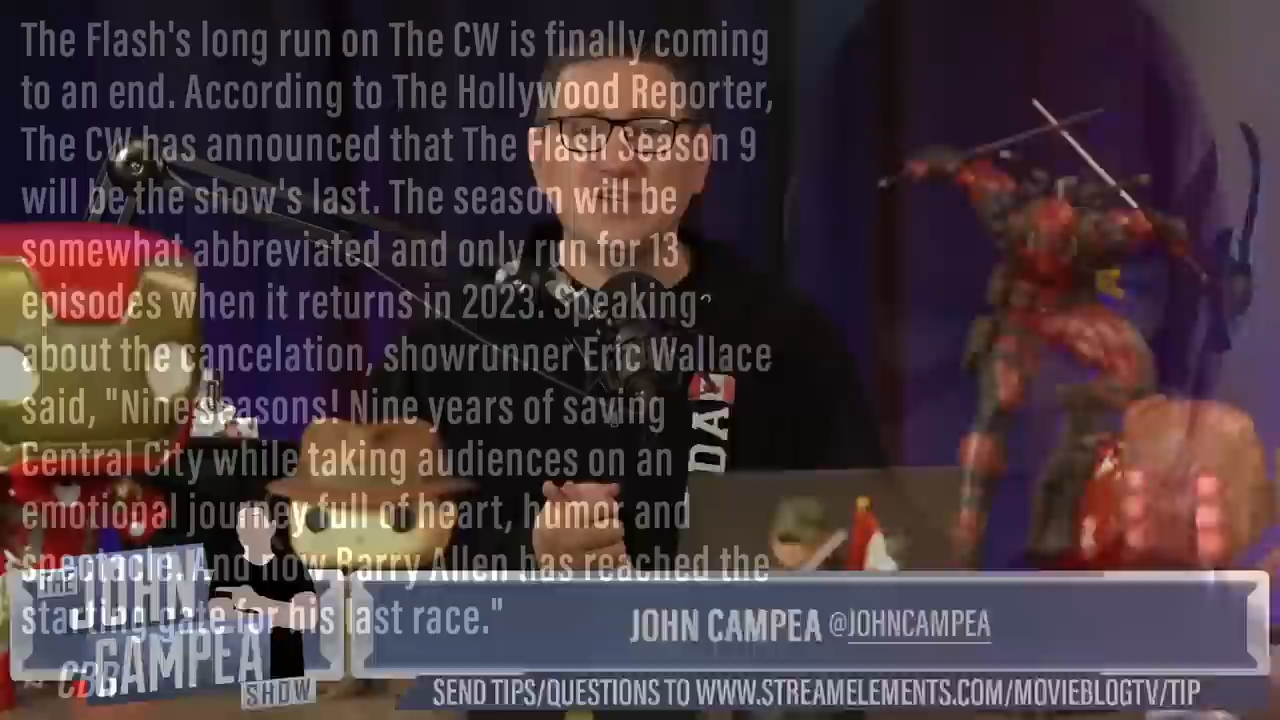 The Flash's long run on The CW is finally coming
to an end. According to The Hollywood Reporter,
The CW has announced that The Flash Season 9
will be the show's last. The season will be
somewhat abbreviated and only run for 13
episodes when it returns in 2023. Speaking
about the cancelation, showrunner Eric Wallace
said, "Nine seasons! Nine years of saving
Central City while taking audiences on an
emotional journey full of heart, humor and
spectacle. And now Barry Allen has reached the
starting gate for his last race."
DAD
THE
JOHN
CAMPEA
SHOW
CBR
JOHN CAMPEA @JOHNCAMPEA
SEND TIPS/QUESTIONS TO WWW.STREAMELEMENTS.COM/MOVIEBLOGTV/TIP